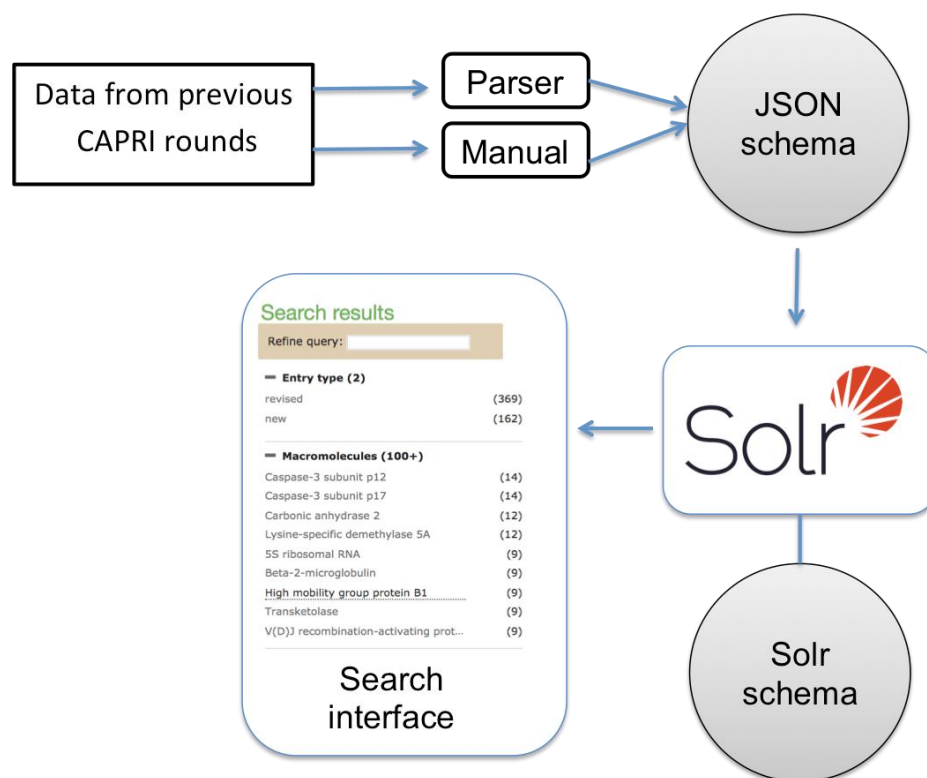 Data from previous
CAPRI rounds
Parser
Manual
JSON
schema
Search results
Refine query:
Entry type (2)
revised (369)
new (162)
Macromolecules (100+)
Caspase-3 subunit p12 (14)
Caspase-3 subunit p17 (14)
Carbonic anhydrase 2 (12)
Lysine-specific demethylase 5A (12)
5S ribosomal RNA (9)
Beta-2-microglobulin (9)
High mobility group protein B1 (9)
Transketolase (9)
V(D)J recombination-activating prot... (9)
Search
interface
Solr
Solr
schema